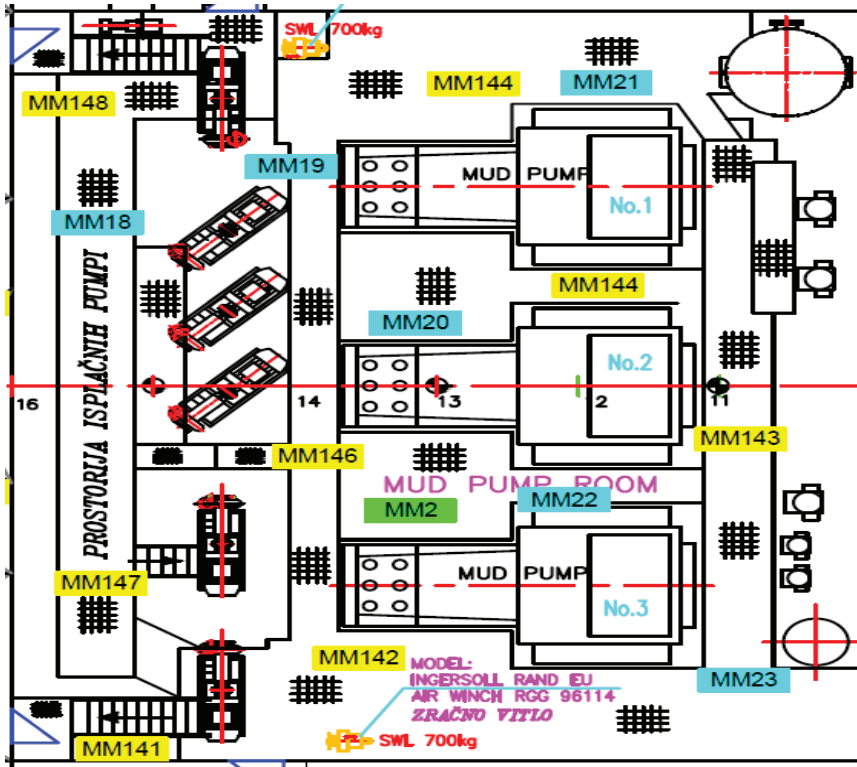 SWL 700kg
MM144
MM21
MM148
MM19
MUD PUMP
No.1
MM18
PROSTORIJA ISPLAČNIH PUMPI
MM144
MM20
No.2
16
14
13
12
11
MM143
MM146
MUD PUMP ROOM
MM2
MM22
MM147
MUD PUMP
No.3
MM142
MODEL:
INGERSOLL RAND EU
AIR WINCH RGG 96114
ZRAČNO VITLO
MM23
MM141
SWL 700kg